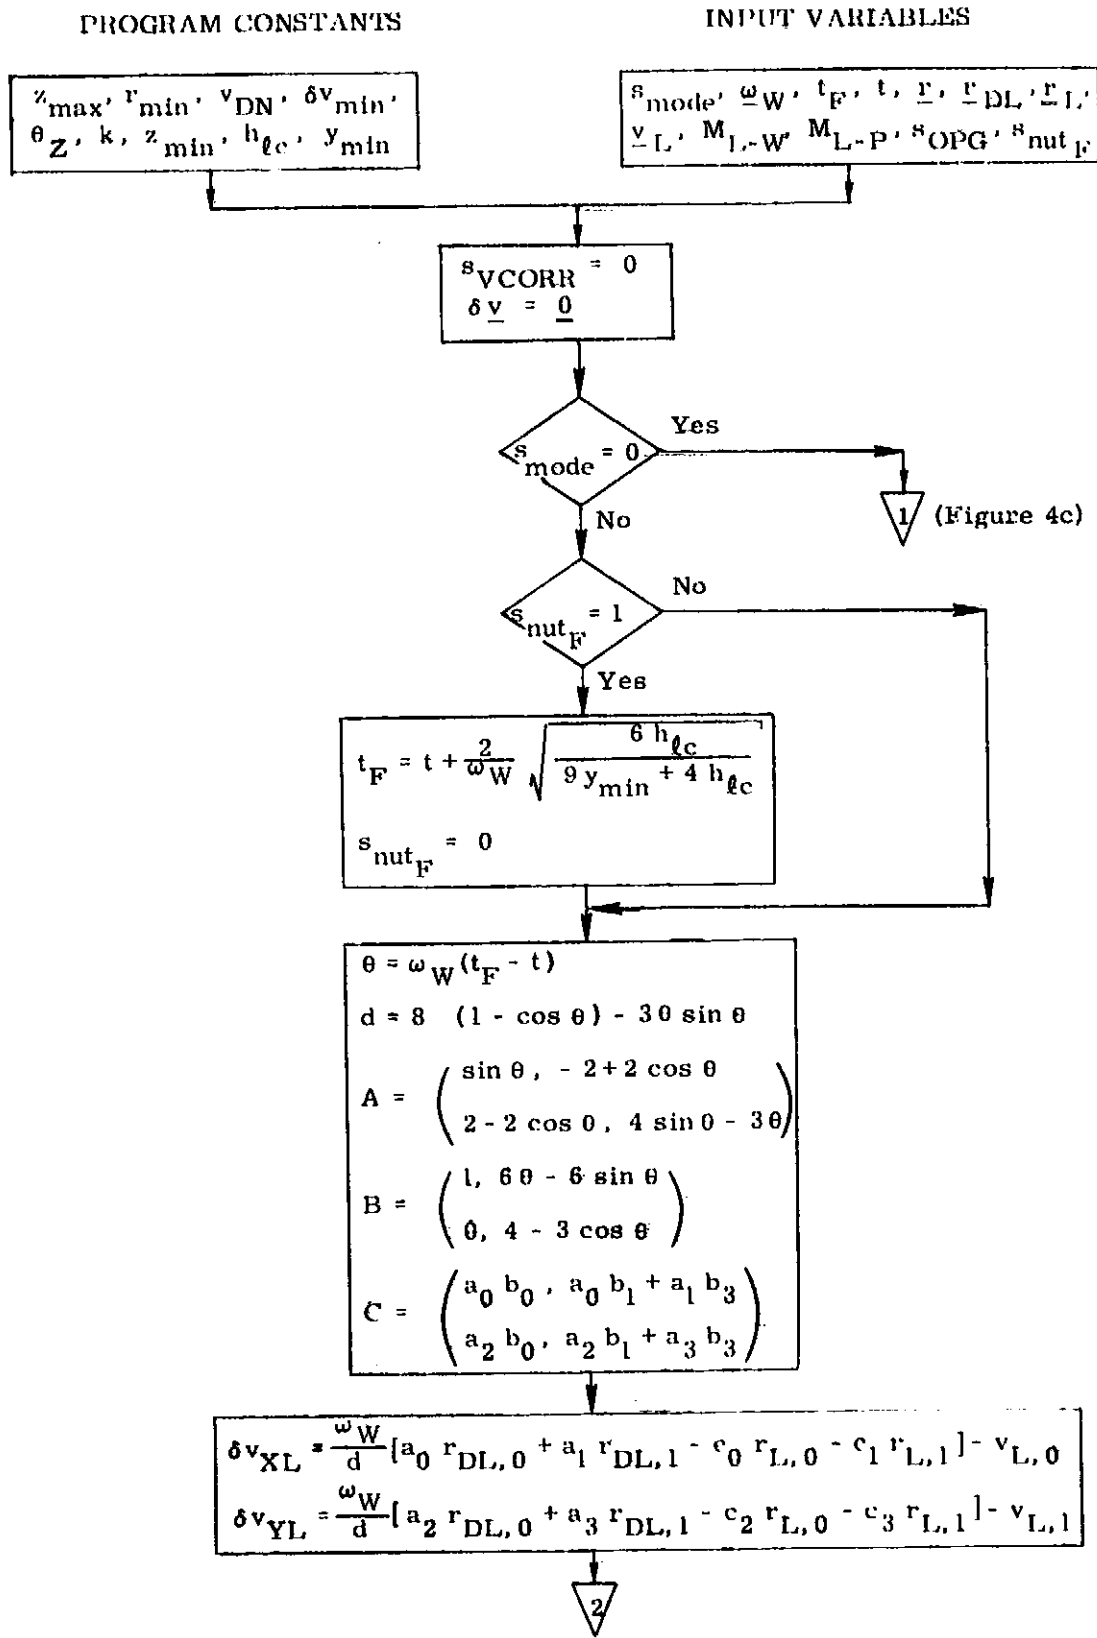 PROGRAM CONSTANTS
INPUT VARIABLES
z_max, r_min, v_DN, δv_min,
θ_Z, k, z_min, h_ℓc, y_min
s_mode, ω_W, t_F, t, r, r_DL, r_L,
v_L, M_L-W, M_L-P, s_OPG, s_nut_F
s_VCORR = 0
δv = 0
s_mode = 0
Yes
No
1 (Figure 4c)
s_nut_F = 1
No
Yes
t_F = t + 2/ω_W √(6 h_ℓc / (9 y_min + 4 h_ℓc))
s_nut_F = 0
θ = ω_W (t_F - t)
d = 8 (1 - cos θ) - 3θ sin θ
A = ( sin θ, - 2 + 2 cos θ
2 - 2 cos θ, 4 sin θ - 3θ )
B = ( 1, 6θ - 6 sin θ
0, 4 - 3 cos θ )
C = ( a_0 b_0, a_0 b_1 + a_1 b_3
a_2 b_0, a_2 b_1 + a_3 b_3 )
δv_XL = ω_W/d [a_0 r_DL,0 + a_1 r_DL,1 - c_0 r_L,0 - c_1 r_L,1] - v_L,0
δv_YL = ω_W/d [a_2 r_DL,0 + a_3 r_DL,1 - c_2 r_L,0 - c_3 r_L,1] - v_L,1
2